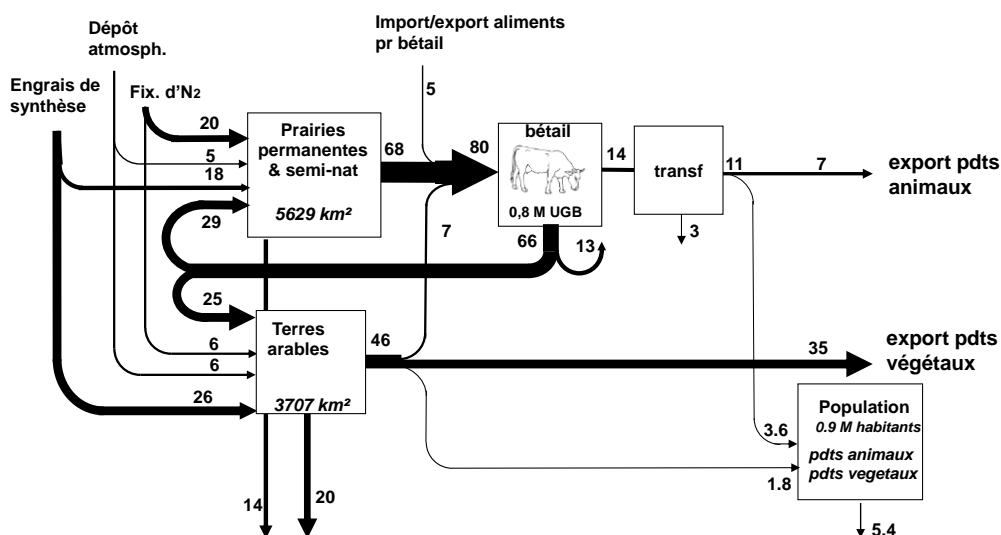 Dépôt
atmosph.
Import/export aliments
pr bétail
Engrais de
synthèse
Fix. d'N2
5
20
5
18
29
Prairies
permanentes
& semi-nat
5629 km²
68
80
7
bétail
0,8 M UGB
66
13
14
transf
11
3
7
export pdts
animaux
25
6
6
26
Terres
arables
3707 km²
46
35
export pdts
végétaux
3.6
1.8
Population
0.9 M habitants
pdts animaux
pdts vegetaux
14
20
5.4